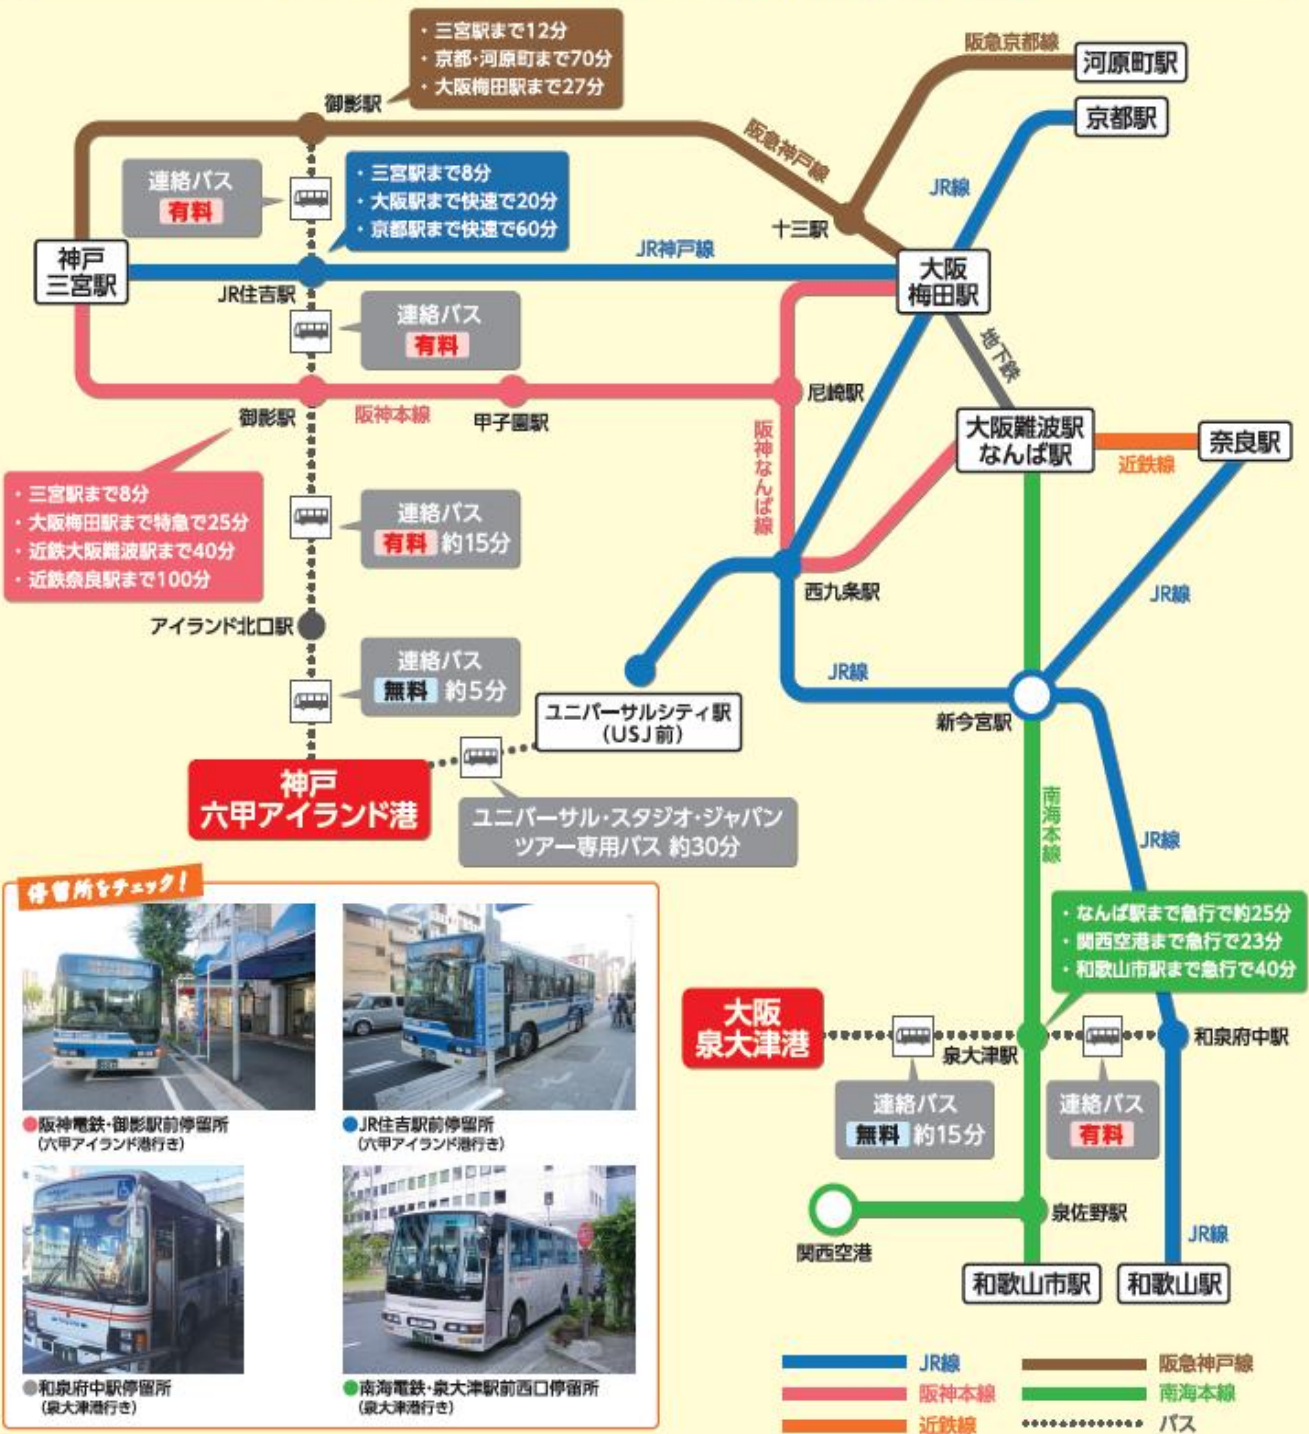 ・三宮駅まで12分
・京都・河原町まで70分
・大阪梅田駅まで27分
阪急京都線
河原町駅
御影駅
京都駅
阪急神戸線
連絡バス
有料
・三宮駅まで8分
・大阪駅まで快速で20分
・京都駅まで快速で60分
JR線
十三駅
神戸
三宮駅
JR神戸線
大阪
梅田駅
JR住吉駅
連絡バス
有料
地下鉄
御影駅
阪神本線
甲子園駅
尼崎駅
大阪難波駅
なんば駅
近鉄線
奈良駅
阪神なんば線
・三宮駅まで8分
・大阪梅田駅まで特急で25分
・近鉄大阪難波駅まで40分
・近鉄奈良駅まで100分
連絡バス
有料 約15分
西九条駅
JR線
アイランド北口駅
連絡バス
無料 約5分
JR線
ユニバーサルシティ駅
(USJ前)
新今宮駅
神戸
六甲アイランド港
ユニバーサル・スタジオ・ジャパン
ツアー専用バス 約30分
南海本線
JR線
停留所をチェック!
・なんば駅まで急行で約25分
・関西空港まで急行で23分
・和歌山市駅まで急行で40分
大阪
泉大津港
泉大津駅
和泉府中駅
連絡バス
無料 約15分
連絡バス
有料
●阪神電鉄・御影駅前停留所
(六甲アイランド港行き)
●JR住吉駅前停留所
(六甲アイランド港行き)
泉佐野駅
関西空港
JR線
和歌山市駅
和歌山駅
●和泉府中駅停留所
(泉大津港行き)
●南海電鉄・泉大津駅前西口停留所
(泉大津港行き)
JR線
阪急神戸線
阪神本線
南海本線
近鉄線
バス